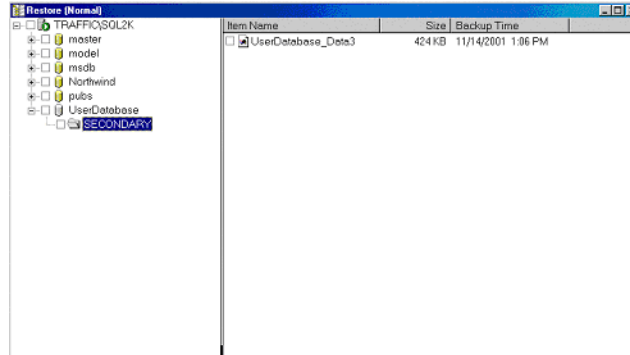 Restore (Normal)
TRAFFIC\SQL2K
master
model
msdb
Northwind
pubs
UserDatabase
SECONDARY
Item Name Size Backup Time
UserDatabase_Data3 424 KB 11/14/2001 1:06 PM